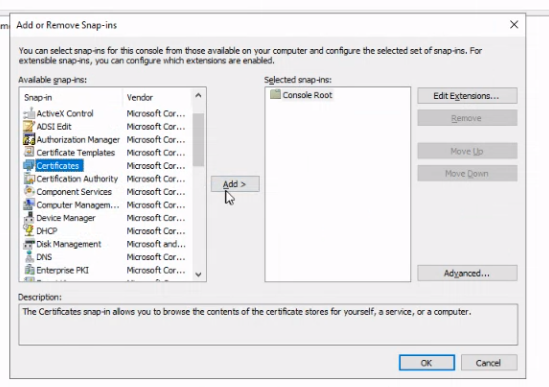 Add or Remove Snap-ins
You can select snap-ins for this console from those available on your computer and configure the selected set of snap-ins. For
extensible snap-ins, you can configure which extensions are enabled.
Available snap-ins:
Selected snap-ins:
Snap-in Vendor
ActiveX Control Microsoft Cor...
ADSI Edit Microsoft Cor...
Authorization Manager Microsoft Cor...
Certificate Templates Microsoft Cor...
Certificates Microsoft Cor...
Certification Authority Microsoft Cor...
Component Services Microsoft Cor...
Computer Managem... Microsoft Cor...
Device Manager Microsoft Cor...
DHCP Microsoft Cor...
Disk Management Microsoft and...
DNS Microsoft Cor...
Enterprise PKI Microsoft Cor...
Add >
Console Root
Edit Extensions...
Remove
Move Up
Move Down
Advanced...
Description:
The Certificates snap-in allows you to browse the contents of the certificate stores for yourself, a service, or a computer.
OK Cancel